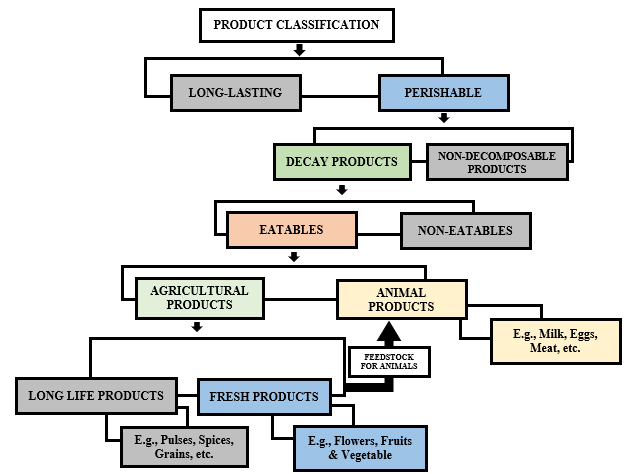 PRODUCT CLASSIFICATION
LONG-LASTING
PERISHABLE
DECAY PRODUCTS
NON-DECOMPOSABLE
PRODUCTS
EATABLES
NON-EATABLES
AGRICULTURAL
PRODUCTS
ANIMAL
PRODUCTS
E.g., Milk, Eggs,
Meat, etc.
FEEDSTOCK
FOR ANIMALS
LONG LIFE PRODUCTS
FRESH PRODUCTS
E.g., Pulses, Spices,
Grains, etc.
E.g., Flowers, Fruits
& Vegetable